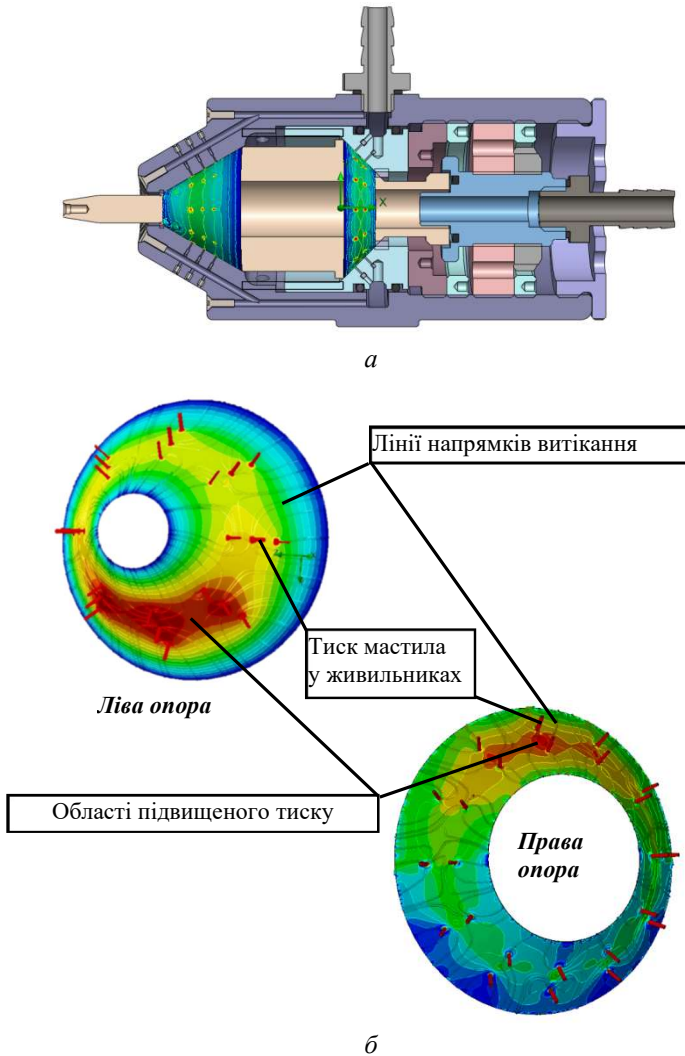 X
а
Лінії напрямків витікання
Тиск мастила
у живильниках
Ліва опора
Області підвищеного тиску
Права
опора
б